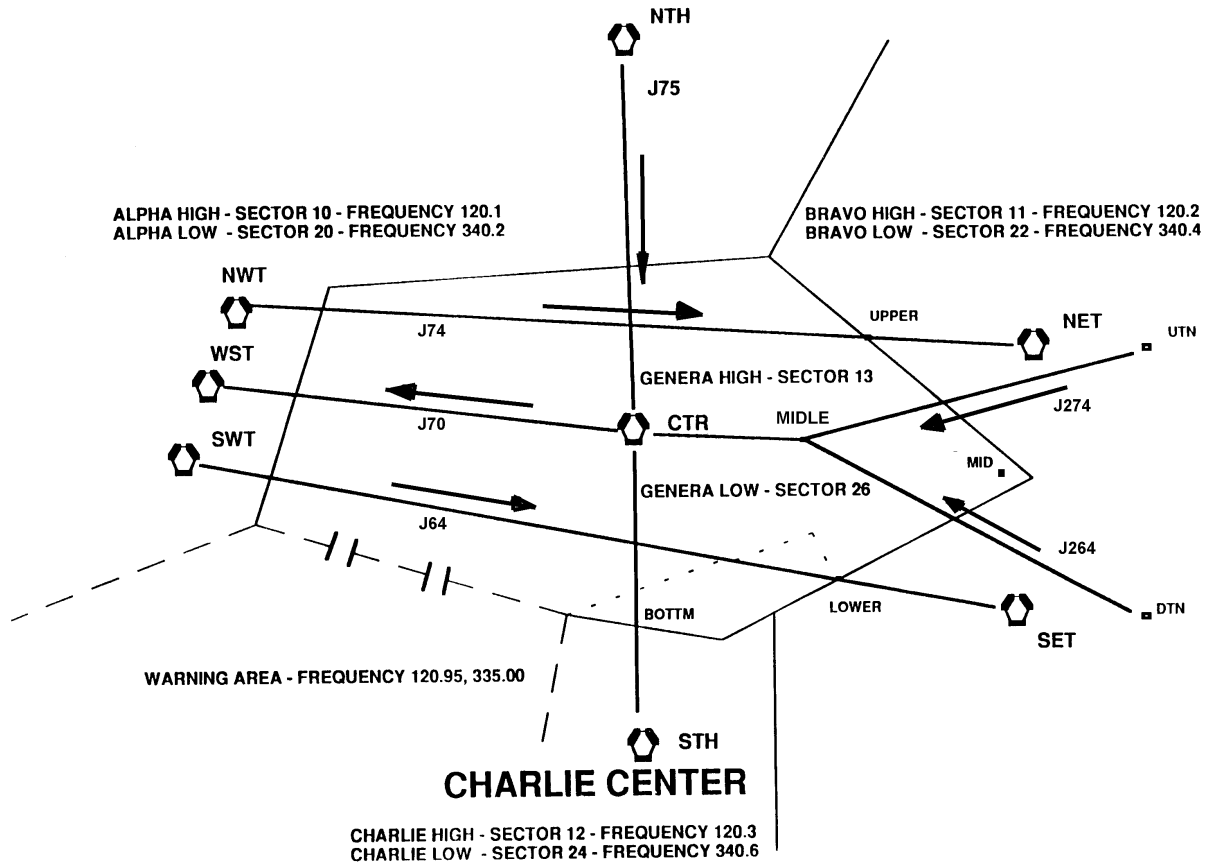 NTH
J75
ALPHA HIGH - SECTOR 10 - FREQUENCY 120.1
ALPHA LOW - SECTOR 20 - FREQUENCY 340.2
BRAVO HIGH - SECTOR 11 - FREQUENCY 120.2
BRAVO LOW - SECTOR 22 - FREQUENCY 340.4
NWT
J74
UPPER
NET
UTN
WST
GENERA HIGH - SECTOR 13
J274
J70
CTR
MIDLE
SWT
MID
GENERA LOW - SECTOR 26
J64
J264
BOTTM
LOWER
DTN
SET
WARNING AREA - FREQUENCY 120.95, 335.00
STH
CHARLIE CENTER
CHARLIE HIGH - SECTOR 12 - FREQUENCY 120.3
CHARLIE LOW - SECTOR 24 - FREQUENCY 340.6